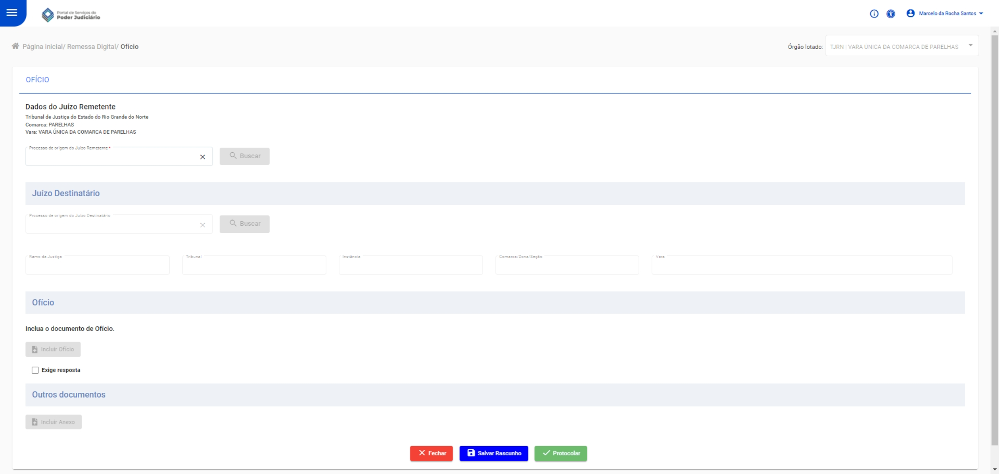 Portal de Serviços do
Poder Judiciário
Marcelo da Rocha Santos
Página inicial/ Remessa Digital/ Ofício
Órgão lotado:
TJRN | VARA ÚNICA DA COMARCA DE PARELHAS
OFÍCIO
Dados do Juízo Remetente
Tribunal de Justiça do Estado do Rio Grande do Norte
Comarca: PARELHAS
Vara: VARA ÚNICA DA COMARCA DE PARELHAS
Processo de origem do Juízo Remetente*
Buscar
Juízo Destinatário
Processo de origem do Juízo Destinatário
Buscar
Ramo da Justiça
Tribunal
Instância
Comarca/Zona/Seção
Vara
Ofício
Inclua o documento de Ofício.
Incluir Ofício
Exige resposta
Outros documentos
Incluir Anexo
Fechar
Salvar Rascunho
Protocolar